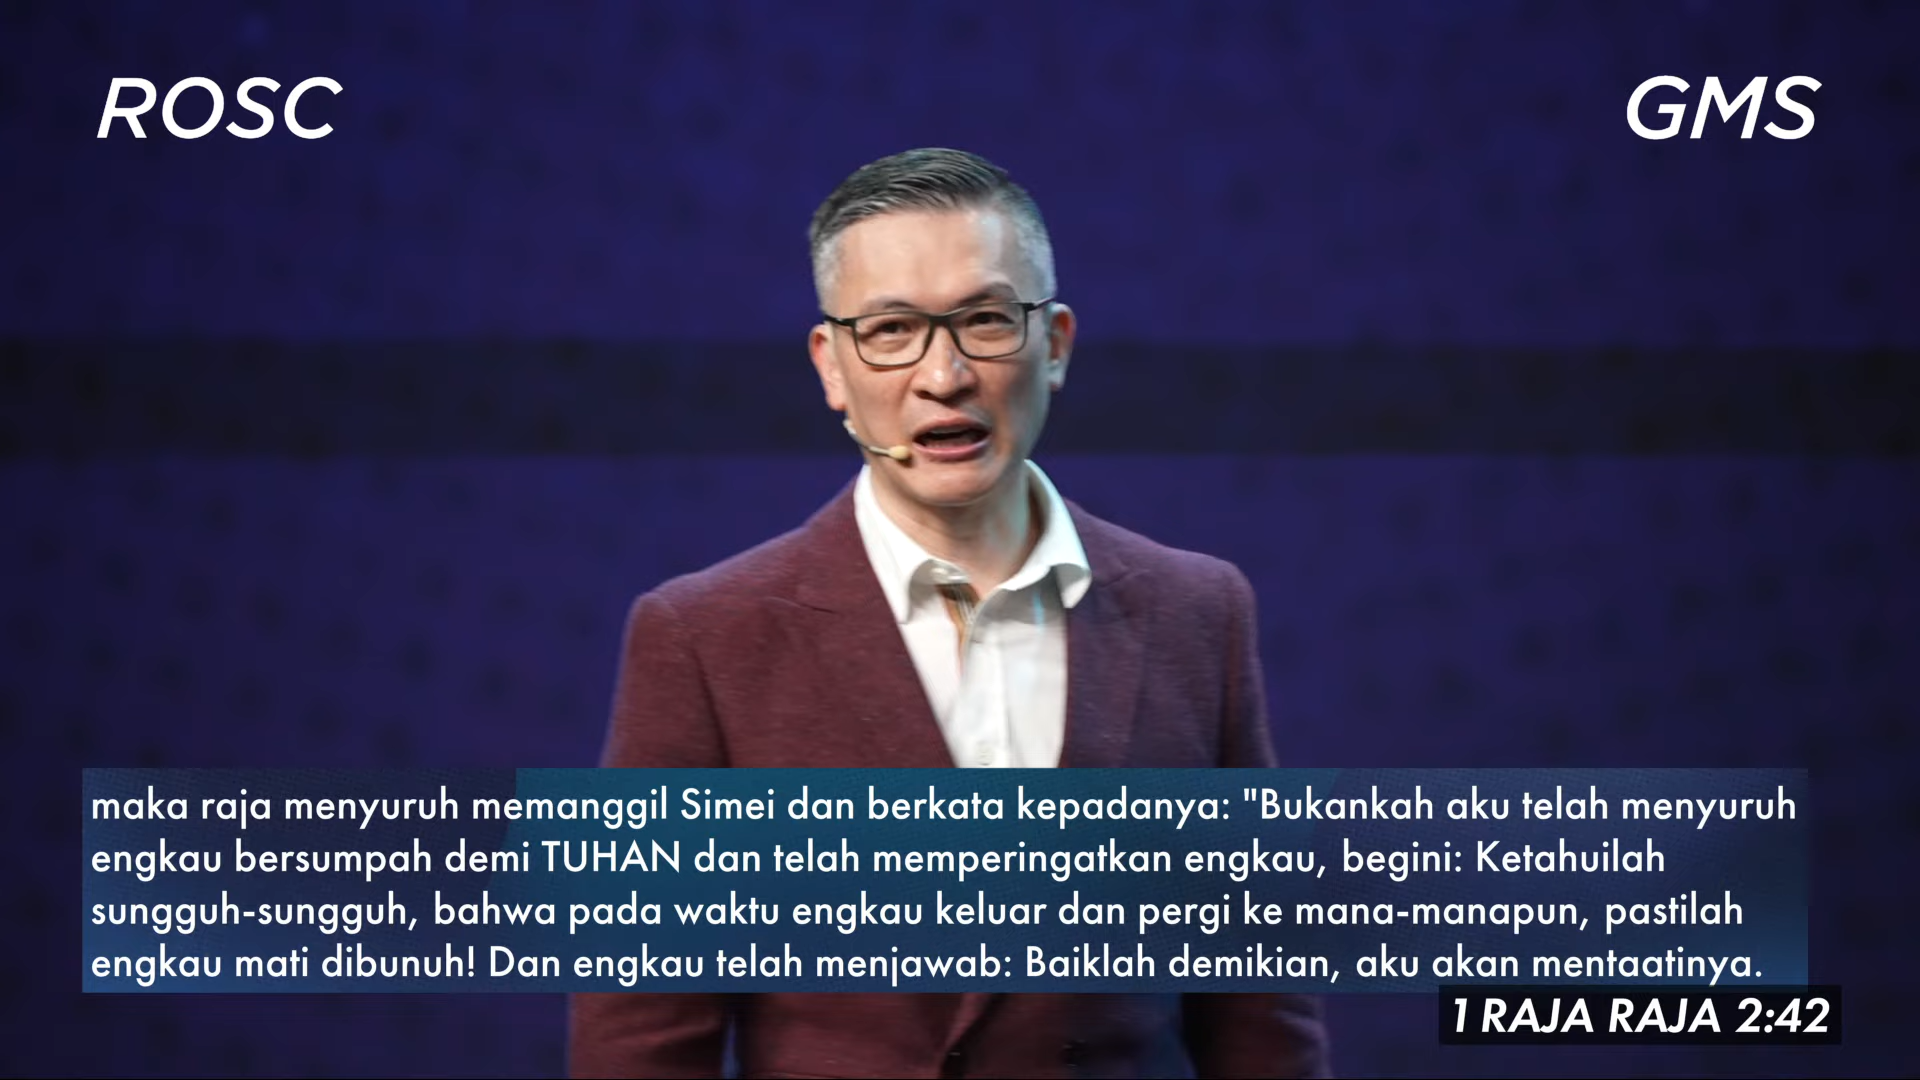 ROSC
GMS
maka raja menyuruh memanggil Simei dan berkata kepadanya: "Bukankah aku telah menyuruh
engkau bersumpah demi TUHAN dan telah memperingatkan engkau, begini: Ketahuilah
sungguh-sungguh, bahwa pada waktu engkau keluar dan pergi ke mana-manapun, pastilah
engkau mati dibunuh! Dan engkau telah menjawab: Baiklah demikian, aku akan mentaatinya.
1 RAJA RAJA 2:42